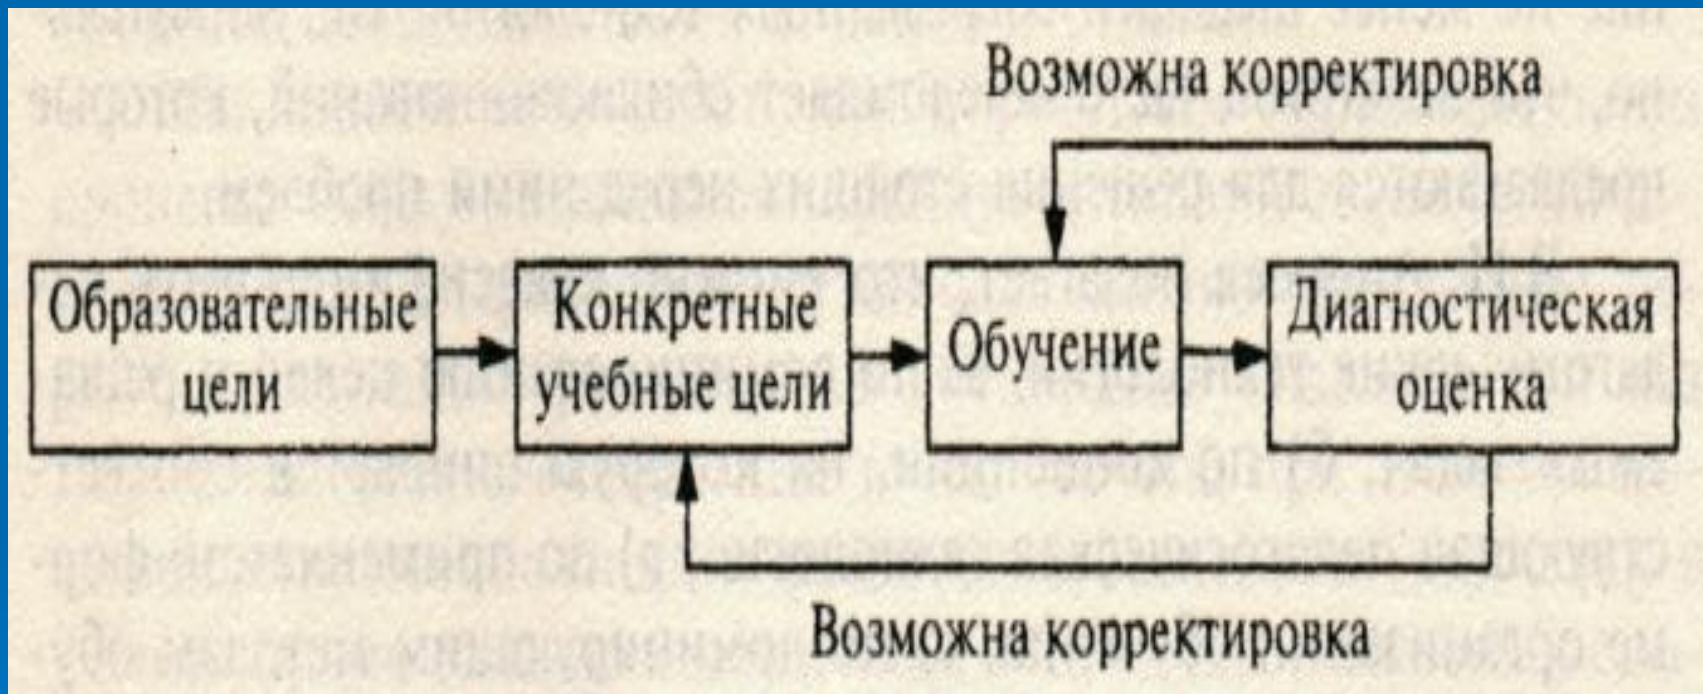 Возможна корректировка
Образовательные
цели
Конкретные
учебные цели
Обучение
Диагностическая
оценка
Возможна корректировка